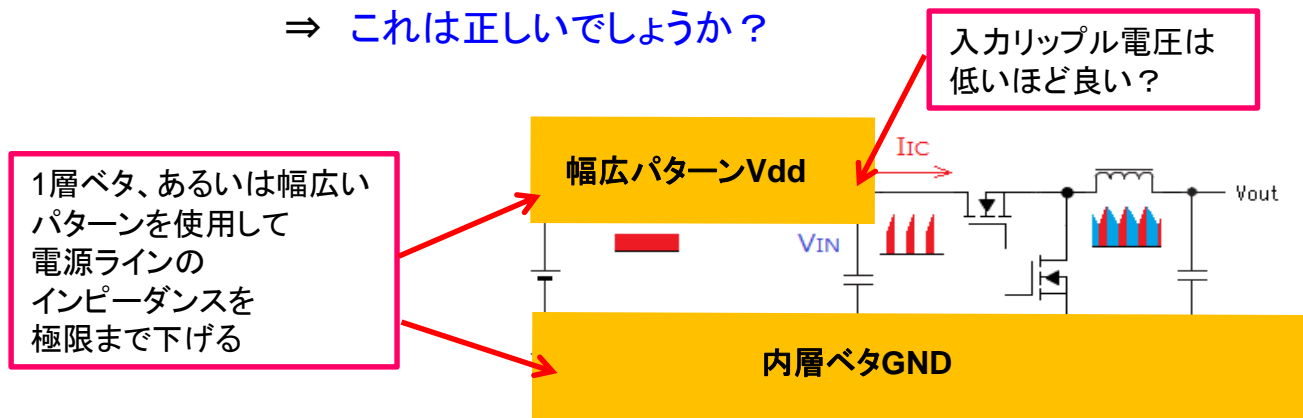 ⇒ これは正しいでしょうか？
入力リップル電圧は
低いほど良い？
1層ベタ、あるいは幅広い
パターンを使用して
電源ラインの
インピーダンスを
極限まで下げる
幅広パターンVdd
IIC
VIN
Vout
内層ベタGND